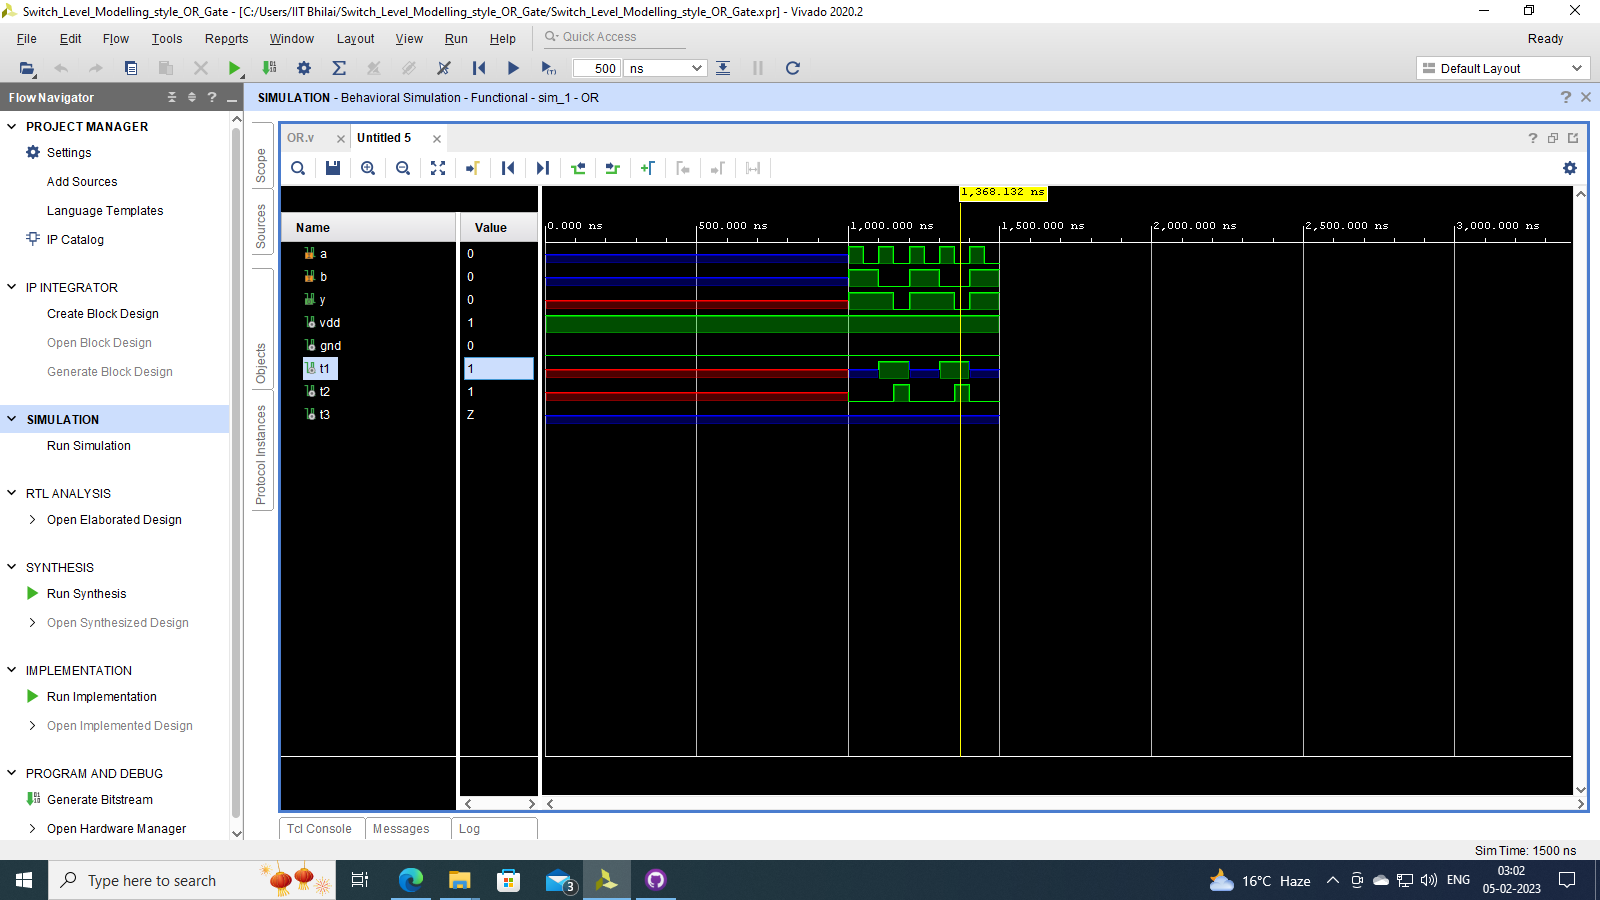 Switch_Level_Modelling_style_OR_Gate - [C:/Users/IIT Bhilai/Switch_Level_Modelling_style_OR_Gate/Switch_Level_Modelling_style_OR_Gate.xpr] - Vivado 2020.2
File Edit Flow Tools Reports Window Layout View Run Help Quick Access Ready
500 ns Default Layout
Flow Navigator
SIMULATION - Behavioral Simulation - Functional - sim_1 - OR
PROJECT MANAGER
Settings
Add Sources
Language Templates
IP Catalog
IP INTEGRATOR
Create Block Design
Open Block Design
Generate Block Design
SIMULATION
Run Simulation
RTL ANALYSIS
Open Elaborated Design
SYNTHESIS
Run Synthesis
Open Synthesized Design
IMPLEMENTATION
Run Implementation
Open Implemented Design
PROGRAM AND DEBUG
Generate Bitstream
Open Hardware Manager
Scope
Sources
Objects
Protocol Instances
OR.v Untitled 5
1,368.132 ns
Name Value
0.000 ns 500.000 ns 1,000.000 ns 1,500.000 ns 2,000.000 ns 2,500.000 ns 3,000.000 ns
a 0
b 0
y 0
vdd 1
gnd 0
t1 1
t2 1
t3 Z
Tcl Console Messages Log
Sim Time: 1500 ns
Type here to search
3
16°C Haze
ENG
03:02
05-02-2023